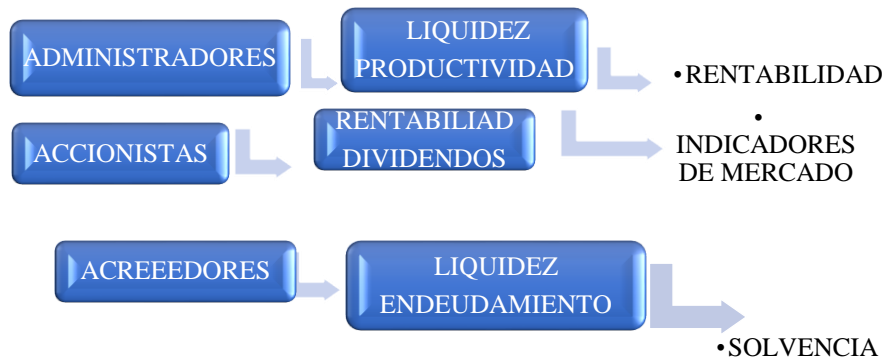 ADMINISTRADORES
LIQUIDEZ
PRODUCTIVIDAD
•RENTABILIDAD
ACCIONISTAS
RENTABILIAD
DIVIDENDOS
•
INDICADORES
DE MERCADO
ACREEEDORES
LIQUIDEZ
ENDEUDAMIENTO
•SOLVENCIA